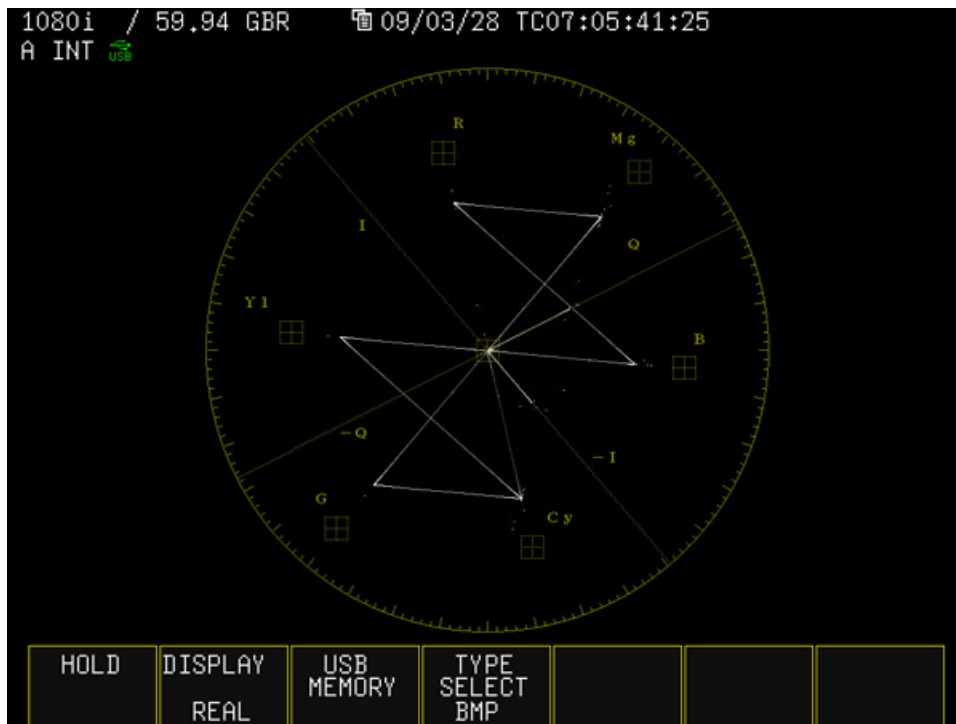 1080i / 59.94 GBR 09/03/28 TC07:05:41:25
A INT USB
R
Mg
I
Q
Yl
B
-Q
-I
G
Cy
HOLD DISPLAY USB TYPE
MEMORY SELECT
REAL BMP